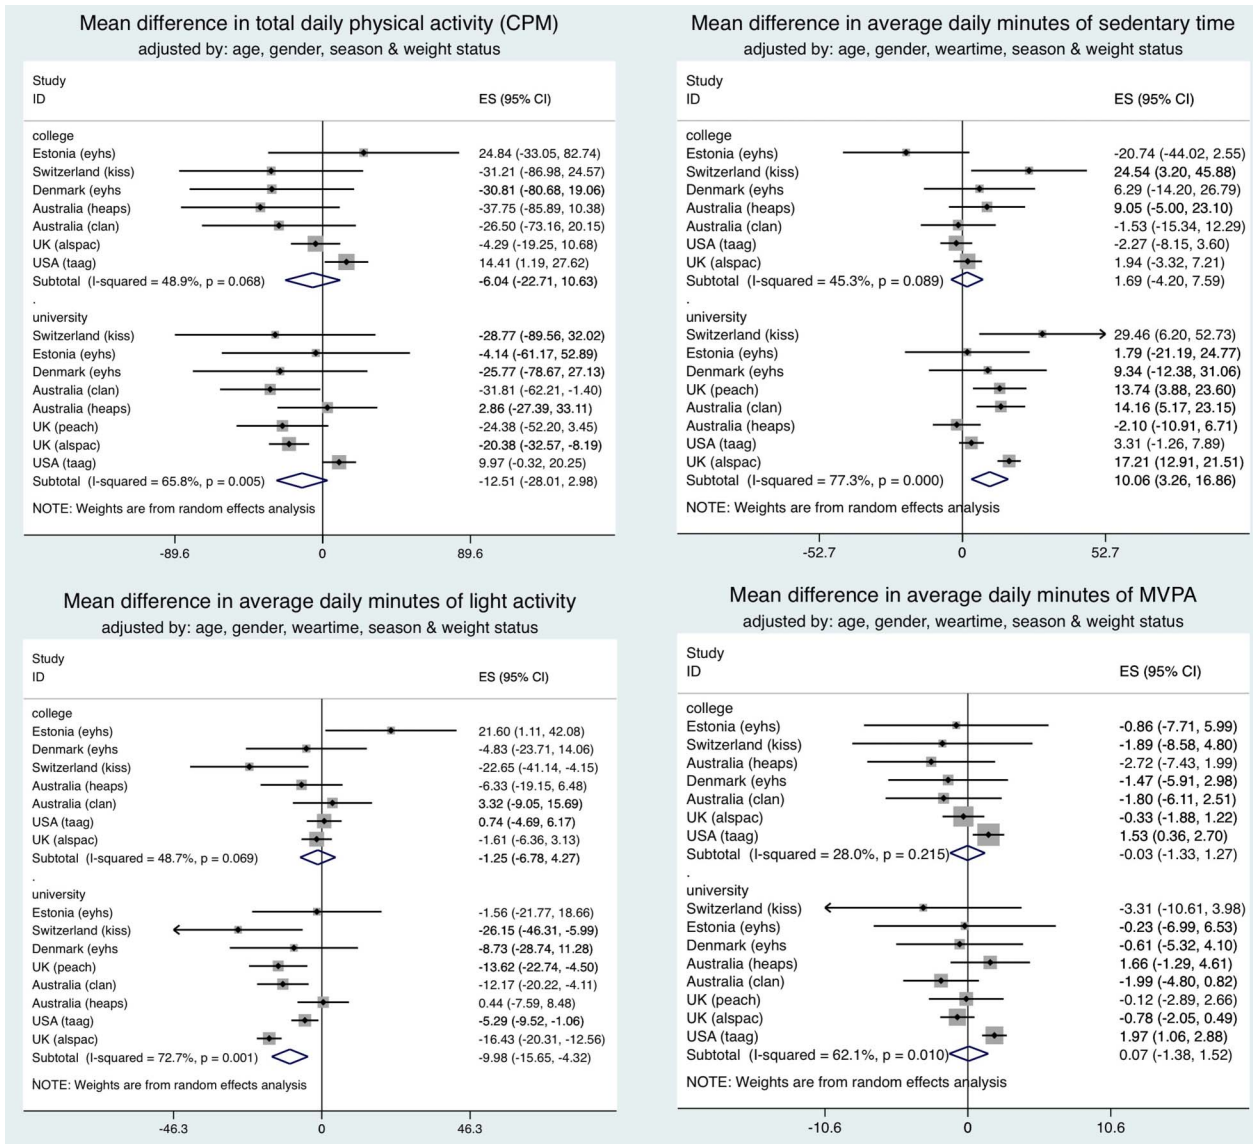 Mean difference in total daily physical activity (CPM)
adjusted by: age, gender, season & weight status
Study
ID ES (95% CI)
college
Estonia (eyhs) 24.84 (-33.05, 82.74)
Switzerland (kiss) -31.21 (-86.98, 24.57)
Denmark (eyhs -30.81 (-80.68, 19.06)
Australia (heaps) -37.75 (-85.89, 10.38)
Australia (clan) -26.50 (-73.16, 20.15)
UK (alspac) -4.29 (-19.25, 10.68)
USA (taag) 14.41 (1.19, 27.62)
Subtotal (I-squared = 48.9%, p = 0.068) -6.04 (-22.71, 10.63)
.
university
Switzerland (kiss) -28.77 (-89.56, 32.02)
Estonia (eyhs) -4.14 (-61.17, 52.89)
Denmark (eyhs -25.77 (-78.67, 27.13)
Australia (clan) -31.81 (-62.21, -1.40)
Australia (heaps) 2.86 (-27.39, 33.11)
UK (peach) -24.38 (-52.20, 3.45)
UK (alspac) -20.38 (-32.57, -8.19)
USA (taag) 9.97 (-0.32, 20.25)
Subtotal (I-squared = 65.8%, p = 0.005) -12.51 (-28.01, 2.98)
NOTE: Weights are from random effects analysis
-89.6 0 89.6
Mean difference in average daily minutes of sedentary time
adjusted by: age, gender, weartime, season & weight status
Study
ID ES (95% CI)
college
Estonia (eyhs) -20.74 (-44.02, 2.55)
Switzerland (kiss) 24.54 (3.20, 45.88)
Denmark (eyhs 6.29 (-14.20, 26.79)
Australia (heaps) 9.05 (-5.00, 23.10)
Australia (clan) -1.53 (-15.34, 12.29)
USA (taag) -2.27 (-8.15, 3.60)
UK (alspac) 1.94 (-3.32, 7.21)
Subtotal (I-squared = 45.3%, p = 0.089) 1.69 (-4.20, 7.59)
.
university
Switzerland (kiss) 29.46 (6.20, 52.73)
Estonia (eyhs) 1.79 (-21.19, 24.77)
Denmark (eyhs 9.34 (-12.38, 31.06)
UK (peach) 13.74 (3.88, 23.60)
Australia (clan) 14.16 (5.17, 23.15)
Australia (heaps) -2.10 (-10.91, 6.71)
USA (taag) 3.31 (-1.26, 7.89)
UK (alspac) 17.21 (12.91, 21.51)
Subtotal (I-squared = 77.3%, p = 0.000) 10.06 (3.26, 16.86)
NOTE: Weights are from random effects analysis
-52.7 0 52.7
Mean difference in average daily minutes of light activity
adjusted by: age, gender, weartime, season & weight status
Study
ID ES (95% CI)
college
Estonia (eyhs) 21.60 (1.11, 42.08)
Denmark (eyhs -4.83 (-23.71, 14.06)
Switzerland (kiss) -22.65 (-41.14, -4.15)
Australia (heaps) -6.33 (-19.15, 6.48)
Australia (clan) 3.32 (-9.05, 15.69)
USA (taag) 0.74 (-4.69, 6.17)
UK (alspac) -1.61 (-6.36, 3.13)
Subtotal (I-squared = 48.7%, p = 0.069) -1.25 (-6.78, 4.27)
.
university
Estonia (eyhs) -1.56 (-21.77, 18.66)
Switzerland (kiss) -26.15 (-46.31, -5.99)
Denmark (eyhs -8.73 (-28.74, 11.28)
UK (peach) -13.62 (-22.74, -4.50)
Australia (clan) -12.17 (-20.22, -4.11)
Australia (heaps) 0.44 (-7.59, 8.48)
USA (taag) -5.29 (-9.52, -1.06)
UK (alspac) -16.43 (-20.31, -12.56)
Subtotal (I-squared = 72.7%, p = 0.001) -9.98 (-15.65, -4.32)
NOTE: Weights are from random effects analysis
-46.3 0 46.3
Mean difference in average daily minutes of MVPA
adjusted by: age, gender, weartime, season & weight status
Study
ID ES (95% CI)
college
Estonia (eyhs) -0.86 (-7.71, 5.99)
Switzerland (kiss) -1.89 (-8.58, 4.80)
Australia (heaps) -2.72 (-7.43, 1.99)
Denmark (eyhs -1.47 (-5.91, 2.98)
Australia (clan) -1.80 (-6.11, 2.51)
UK (alspac) -0.33 (-1.88, 1.22)
USA (taag) 1.53 (0.36, 2.70)
Subtotal (I-squared = 28.0%, p = 0.215) -0.03 (-1.33, 1.27)
.
university
Switzerland (kiss) -3.31 (-10.61, 3.98)
Estonia (eyhs) -0.23 (-6.99, 6.53)
Denmark (eyhs -0.61 (-5.32, 4.10)
Australia (heaps) 1.66 (-1.29, 4.61)
Australia (clan) -1.99 (-4.80, 0.82)
UK (peach) -0.12 (-2.89, 2.66)
UK (alspac) -0.78 (-2.05, 0.49)
USA (taag) 1.97 (1.06, 2.88)
Subtotal (I-squared = 62.1%, p = 0.010) 0.07 (-1.38, 1.52)
NOTE: Weights are from random effects analysis
-10.6 0 10.6